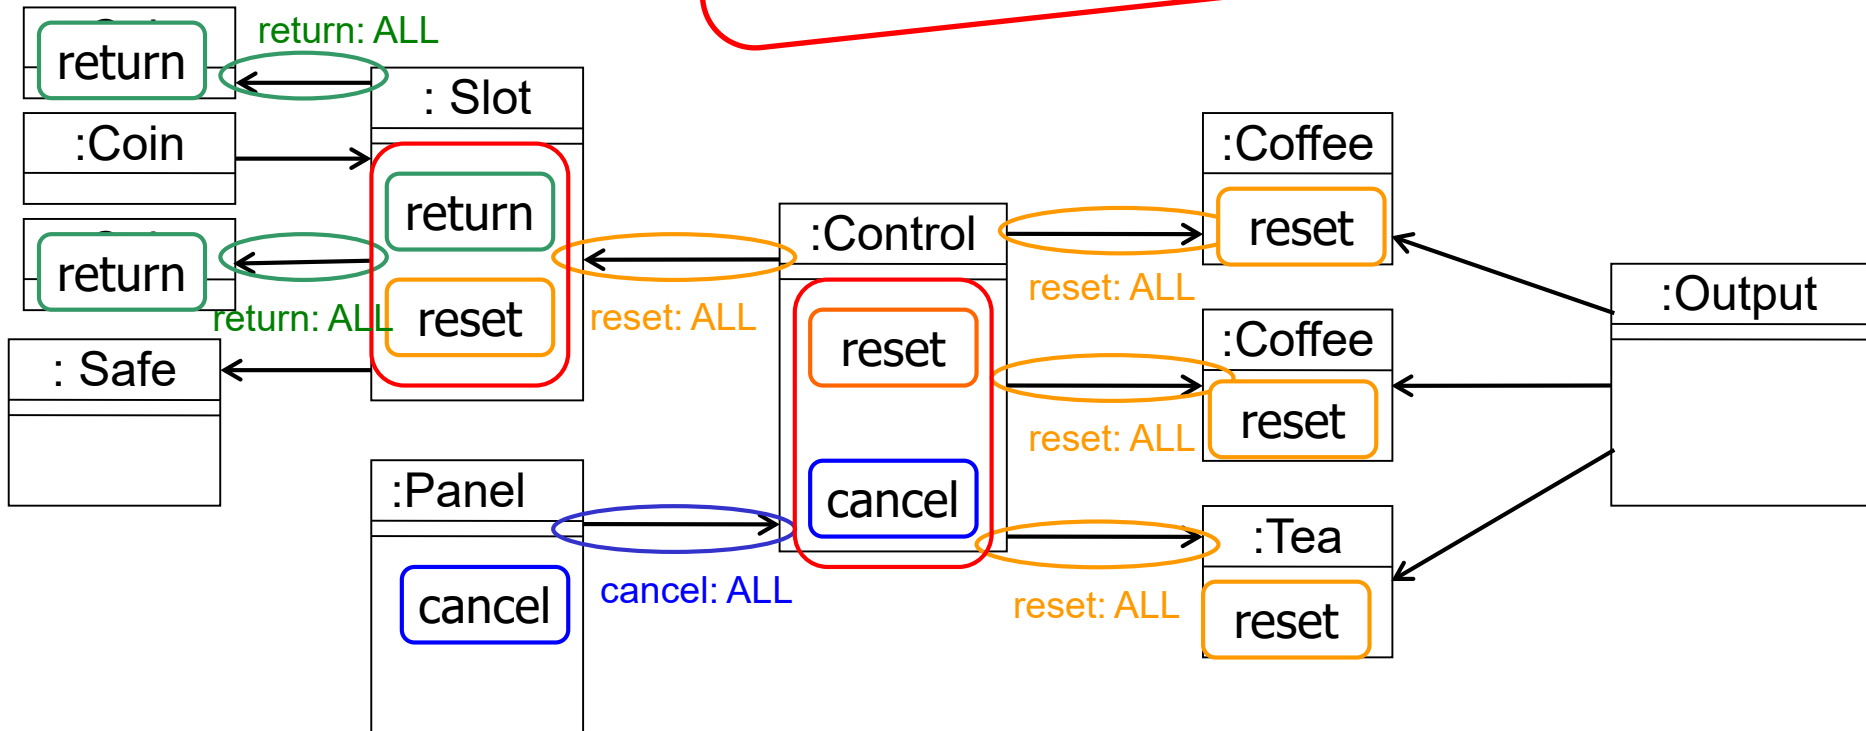 return: ALL
return
: Slot
:Coin
return
return
return: ALL
reset
: Safe
:Control
reset: ALL
reset
cancel
:Panel
cancel
cancel: ALL
:Coffee
reset
reset: ALL
:Coffee
reset
reset: ALL
:Tea
reset
reset: ALL
:Output